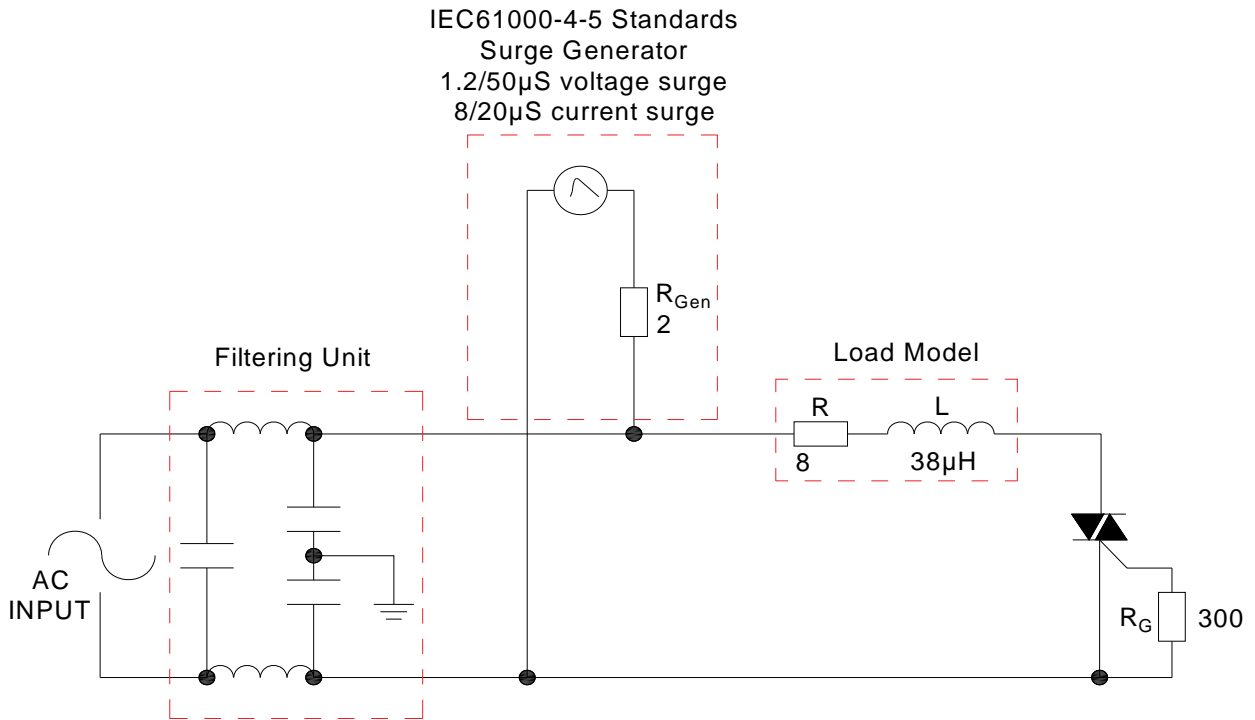 IEC61000-4-5 Standards
Surge Generator
1.2/50µS voltage surge
8/20µS current surge
RGen
2
Filtering Unit
Load Model
R
L
8
38µH
AC
INPUT
RG
300